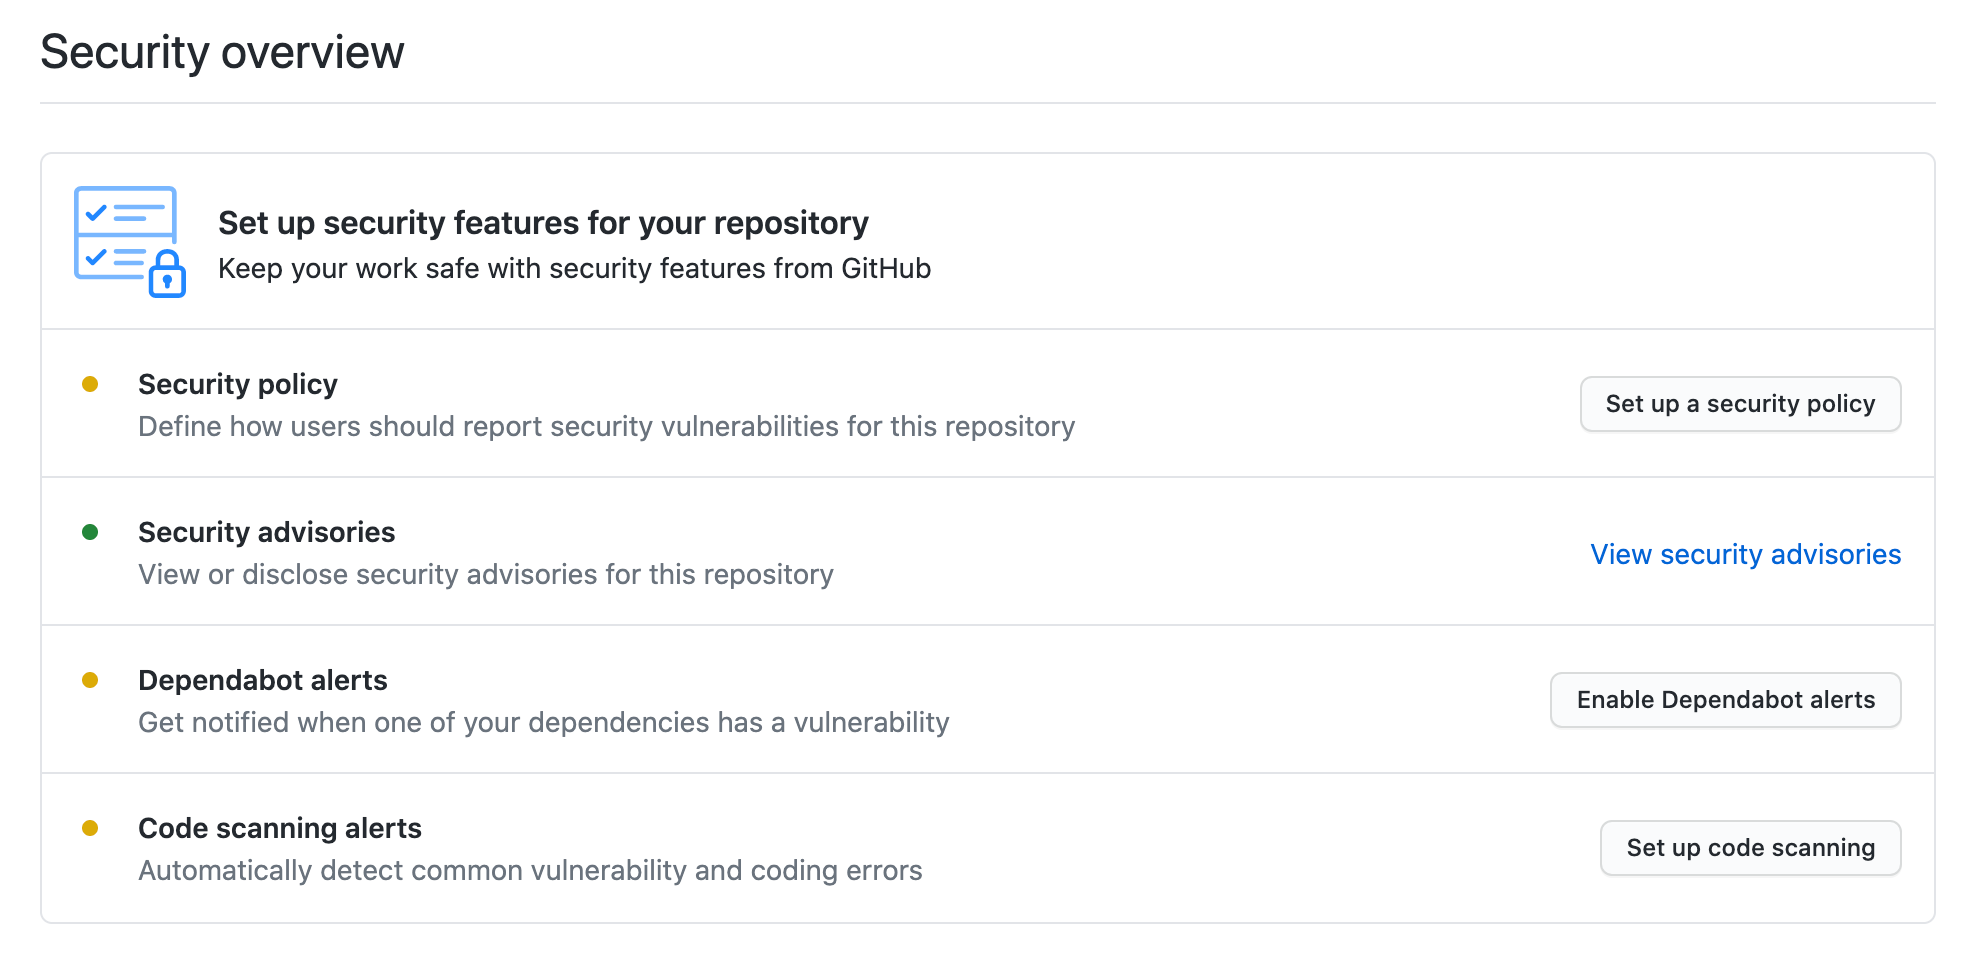 Security overview
Set up security features for your repository
Keep your work safe with security features from GitHub
Security policy
Define how users should report security vulnerabilities for this repository
Set up a security policy
Security advisories
View or disclose security advisories for this repository
View security advisories
Dependabot alerts
Get notified when one of your dependencies has a vulnerability
Enable Dependabot alerts
Code scanning alerts
Automatically detect common vulnerability and coding errors
Set up code scanning